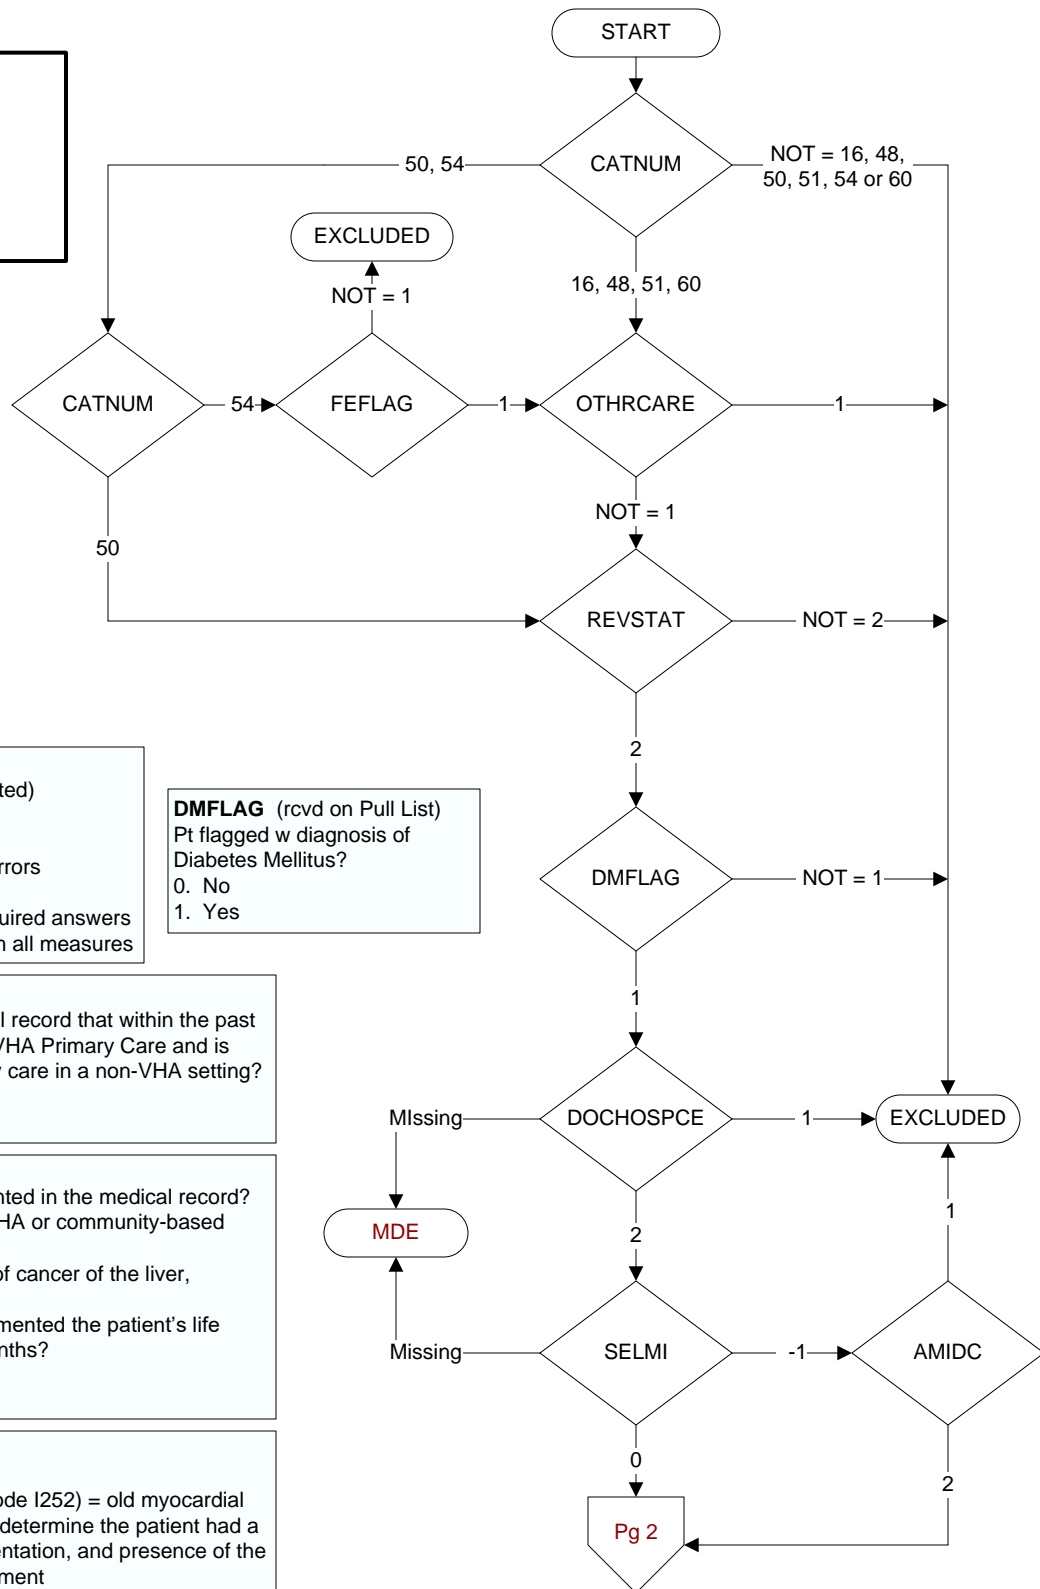 START
CATNUM
50, 54
NOT = 16, 48,
50, 51, 54 or 60
EXCLUDED
NOT = 1
16, 48, 51, 60
CATNUM
54
FEFLAG
1
OTHRCARE
1
NOT = 1
50
REVSTAT
NOT = 2
2
ted)
rrors
uired answers
n all measures
DMFLAG (rcvd on Pull List)
Pt flagged w diagnosis of
Diabetes Mellitus?
0. No
1. Yes
DMFLAG
NOT = 1
1
l record that within the past
VHA Primary Care and is
y care in a non-VHA setting?
MIssing
DOCHOSPCE
1
EXCLUDED
nted in the medical record?
HA or community-based
of cancer of the liver,
mented the patient's life
nths?
MDE
2
1
Missing
SELMI
-1
AMIDC
0
2
ode I252) = old myocardial
determine the patient had a
entation, and presence of the
ment
Pg 2